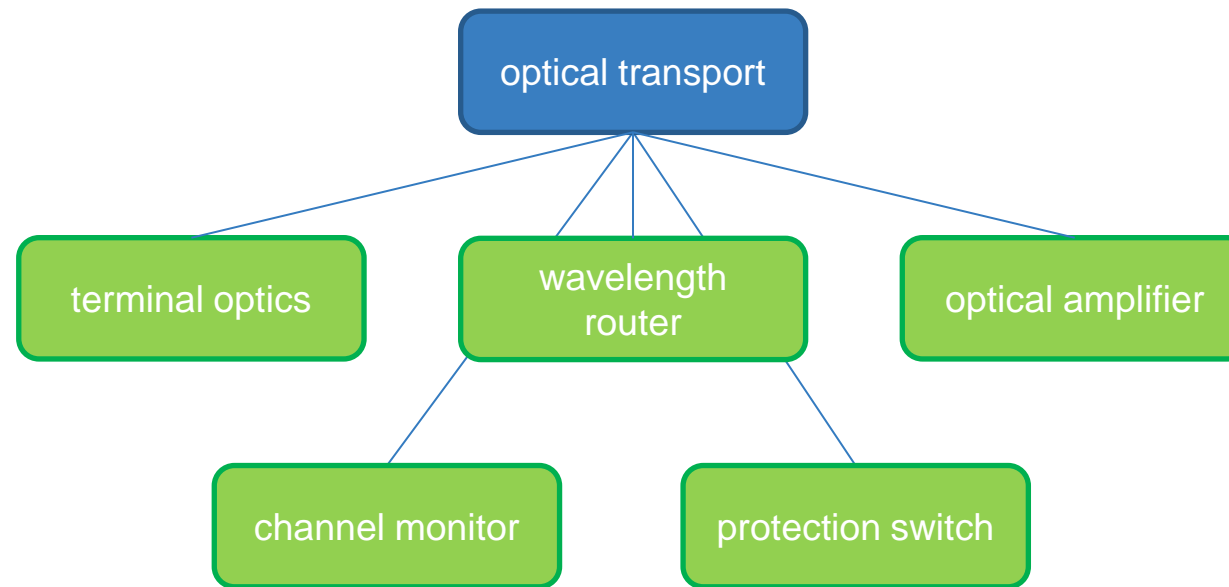 optical transport
terminal optics
wavelength
router
optical amplifier
channel monitor
protection switch